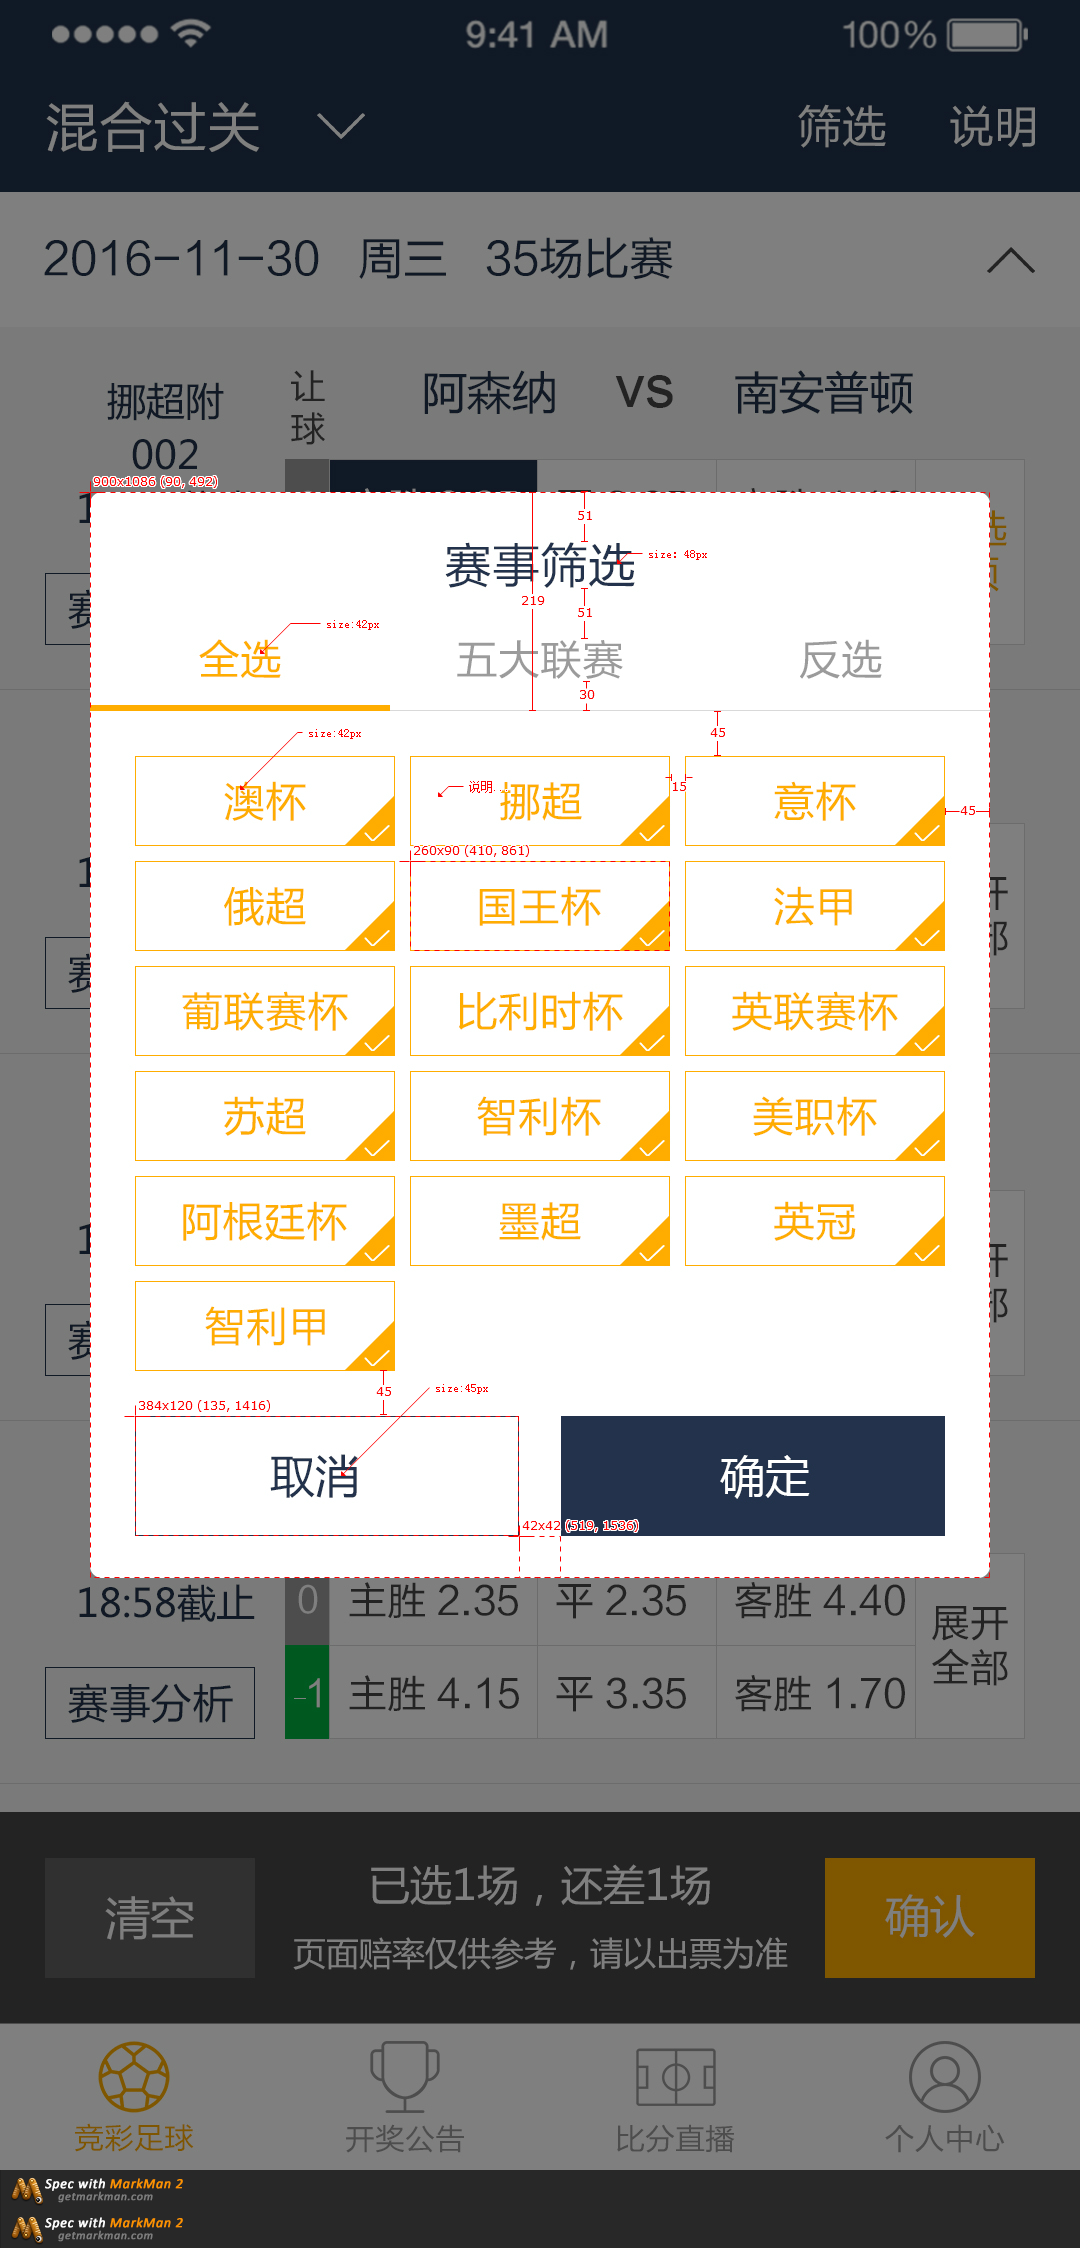 9:41 AM 100%
混合过关 筛选 说明
2016-11-30 周三 35场比赛
挪超附 让球 阿森纳 VS 南安普顿
002
900x1086 (90, 492)
51
赛事筛选 size: 48px
219
51
size:42px
全选 五大联赛 反选
30
45
size:42px
说明...
15
45
澳杯 挪超 意杯
260x90 (410, 861)
俄超 国王杯 法甲
葡联赛杯 比利时杯 英联赛杯
苏超 智利杯 美职杯
阿根廷杯 墨超 英冠
智利甲
45
size:45px
384x120 (135, 1416)
取消 确定
42x42 (519, 1536)
18:58截止 0 主胜 2.35 平 2.35 客胜 4.40 展开
全部
赛事分析 -1 主胜 4.15 平 3.35 客胜 1.70
清空 已选1场，还差1场 确认
页面赔率仅供参考，请以出票为准
竞彩足球 开奖公告 比分直播 个人中心
Spec with MarkMan 2
getmarkman.com
Spec with MarkMan 2
getmarkman.com